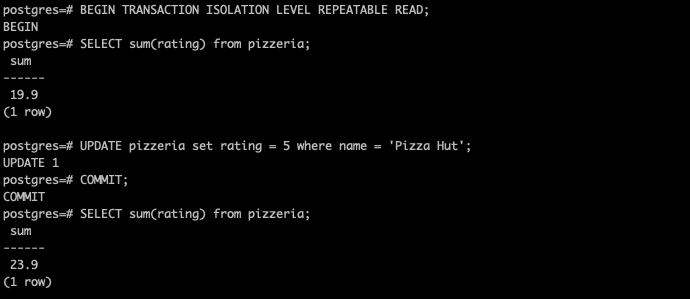 postgres=# BEGIN TRANSACTION ISOLATION LEVEL REPEATABLE READ;
BEGIN
postgres=# SELECT sum(rating) from pizzeria;
 sum
------
 19.9
(1 row)

postgres=# UPDATE pizzeria set rating = 5 where name = 'Pizza Hut';
UPDATE 1
postgres=# COMMIT;
COMMIT
postgres=# SELECT sum(rating) from pizzeria;
 sum
------
 23.9
(1 row)